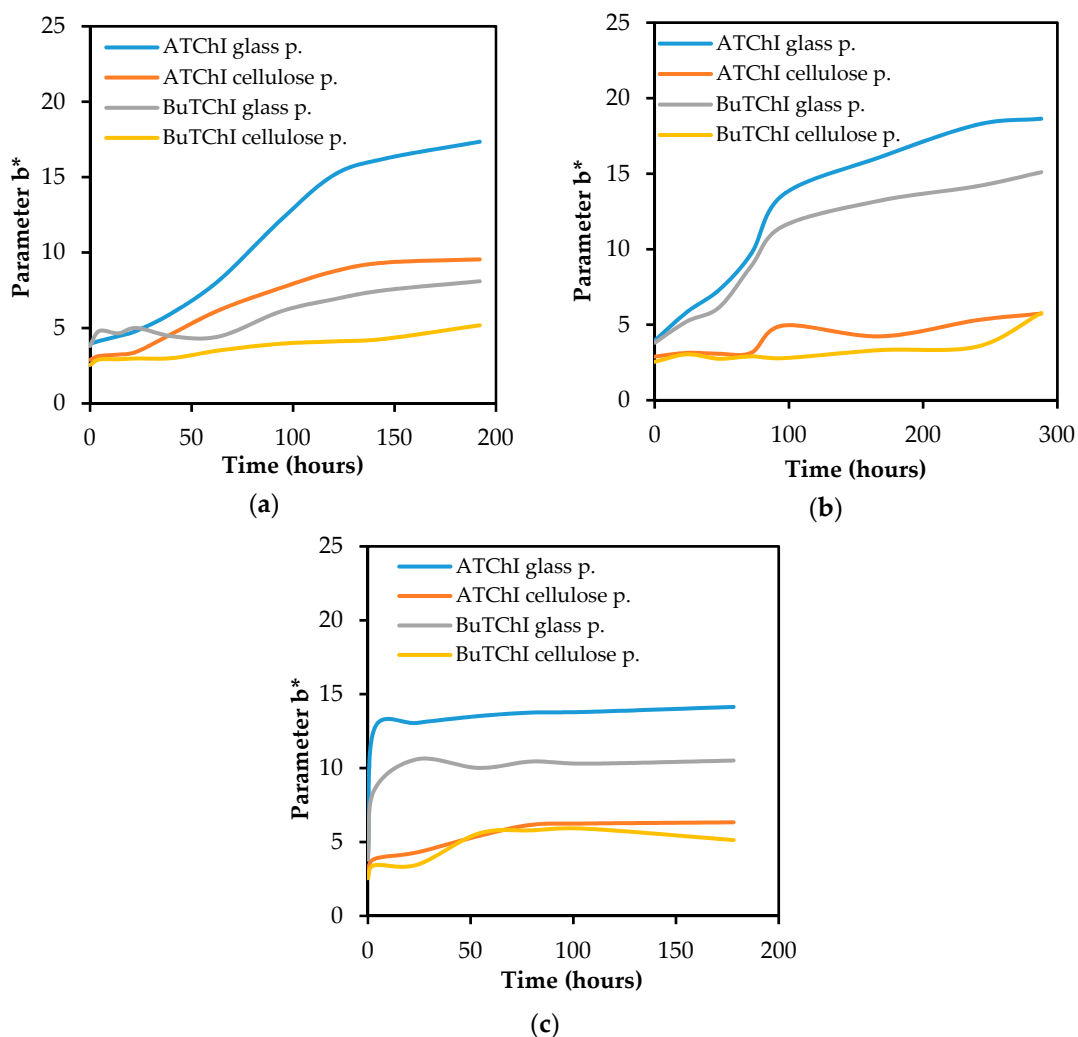 25
20
15
10
5
0
Parameter b*
ATChI glass p.
ATChI cellulose p.
BuTChI glass p.
BuTChI cellulose p.
0 50 100 150 200
Time (hours)
(a)
25
20
15
10
5
0
Parameter b*
ATChI glass p.
ATChI cellulose p.
BuTChI glass p.
BuTChI cellulose p.
0 100 200 300
Time (hours)
(b)
25
20
15
10
5
0
Parameter b*
ATChI glass p.
ATChI cellulose p.
BuTChI glass p.
BuTChI cellulose p.
0 50 100 150 200
Time (hours)
(c)